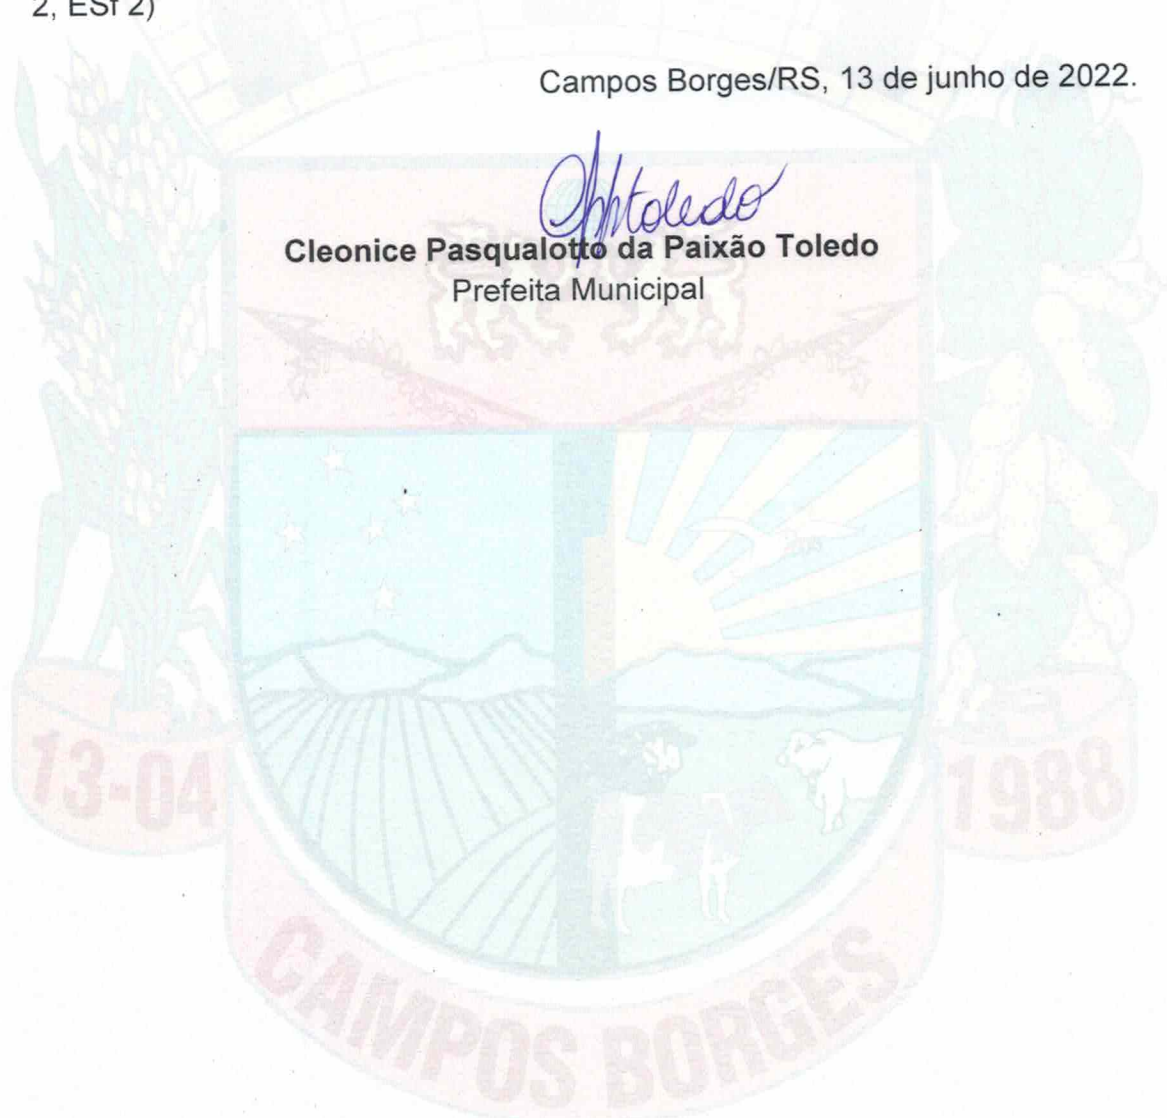 2, ESf 2)
Campos Borges/RS, 13 de junho de 2022.
Cleonice Pasqualotto da Paixão Toledo
Prefeita Municipal
13-04
1988
CAMPOS BORGES